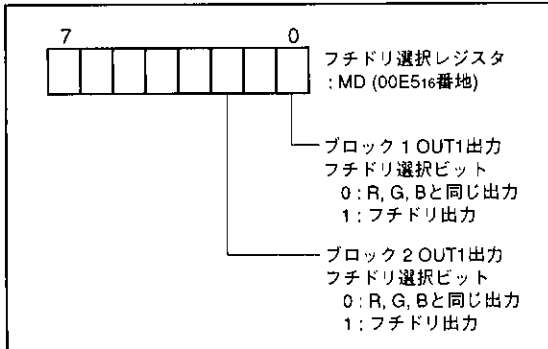 7 0
フチドリ選択レジスタ
: MD (00E516番地)
ブロック 1 OUT1出力
フチドリ選択ビット
0 : R, G, Bと同じ出力
1 : フチドリ出力
ブロック 2 OUT1出力
フチドリ選択ビット
0 : R, G, Bと同じ出力
1 : フチドリ出力